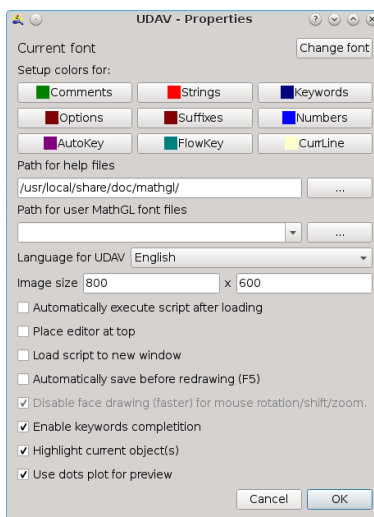 UDAV - Properties
Current font Change font
Setup colors for:
Comments Strings Keywords
Options Suffixes Numbers
AutoKey FlowKey CurrLine
Path for help files
/usr/local/share/doc/mathgl/ ...
Path for user MathGL font files
...
Language for UDAV English
Image size 800 x 600
Automatically execute script after loading
Place editor at top
Load script to new window
Automatically save before redrawing (F5)
Disable face drawing (faster) for mouse rotation/shift/zoom.
Enable keywords completition
Highlight current object(s)
Use dots plot for preview
Cancel OK